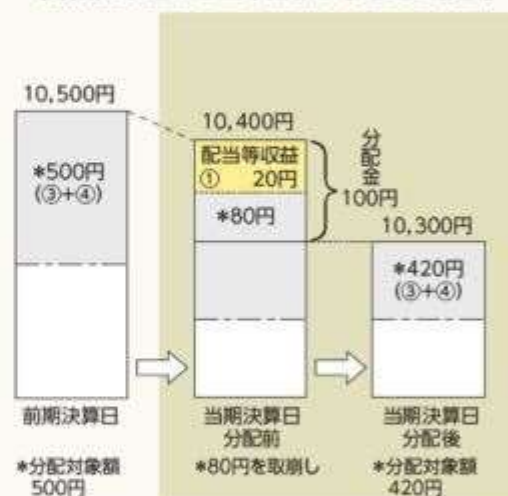 10,500円
*500円
(③+④)
前期決算日
*分配対象額
500円
10,400円
配当等収益
① 20円
*80円
分配金
100円
当期決算日
分配前
*80円を取崩し
10,300円
*420円
(③+④)
当期決算日
分配後
*分配対象額
420円